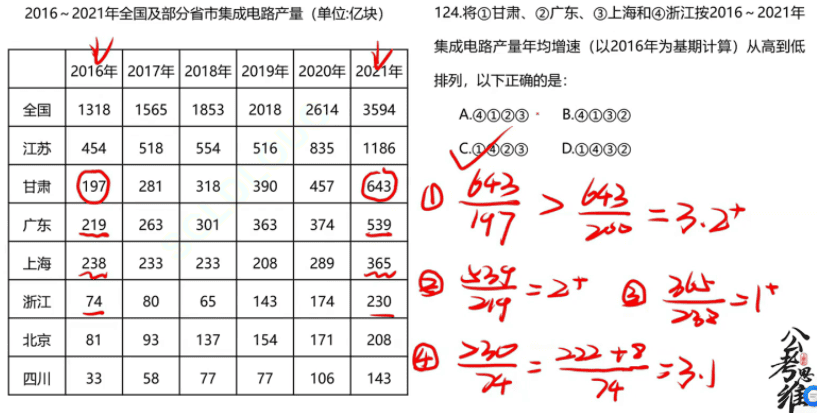 2016～2021年全国及部分省市集成电路产量（单位:亿块）
2016年 2017年 2018年 2019年 2020年 2021年
全国 1318 1565 1853 2018 2614 3594
江苏 454 518 554 516 835 1186
甘肃 197 281 318 390 457 643
广东 219 263 301 363 374 539
上海 238 233 233 208 289 365
浙江 74 80 65 143 174 230
北京 81 93 137 154 171 208
四川 33 58 77 77 106 143
124.将①甘肃、②广东、③上海和④浙江按2016～2021年
集成电路产量年均增速（以2016年为基期计算）从高到低
排列，以下正确的是：
A.④①②③ B.④①③②
C.①④②③ D.①④③②
① 643/197 > 643/200 = 3.2⁺
② 539/219 = 2⁺ ③ 365/238 = 1⁺
④ 230/74 = 222+8/74 = 3.1
公考思维